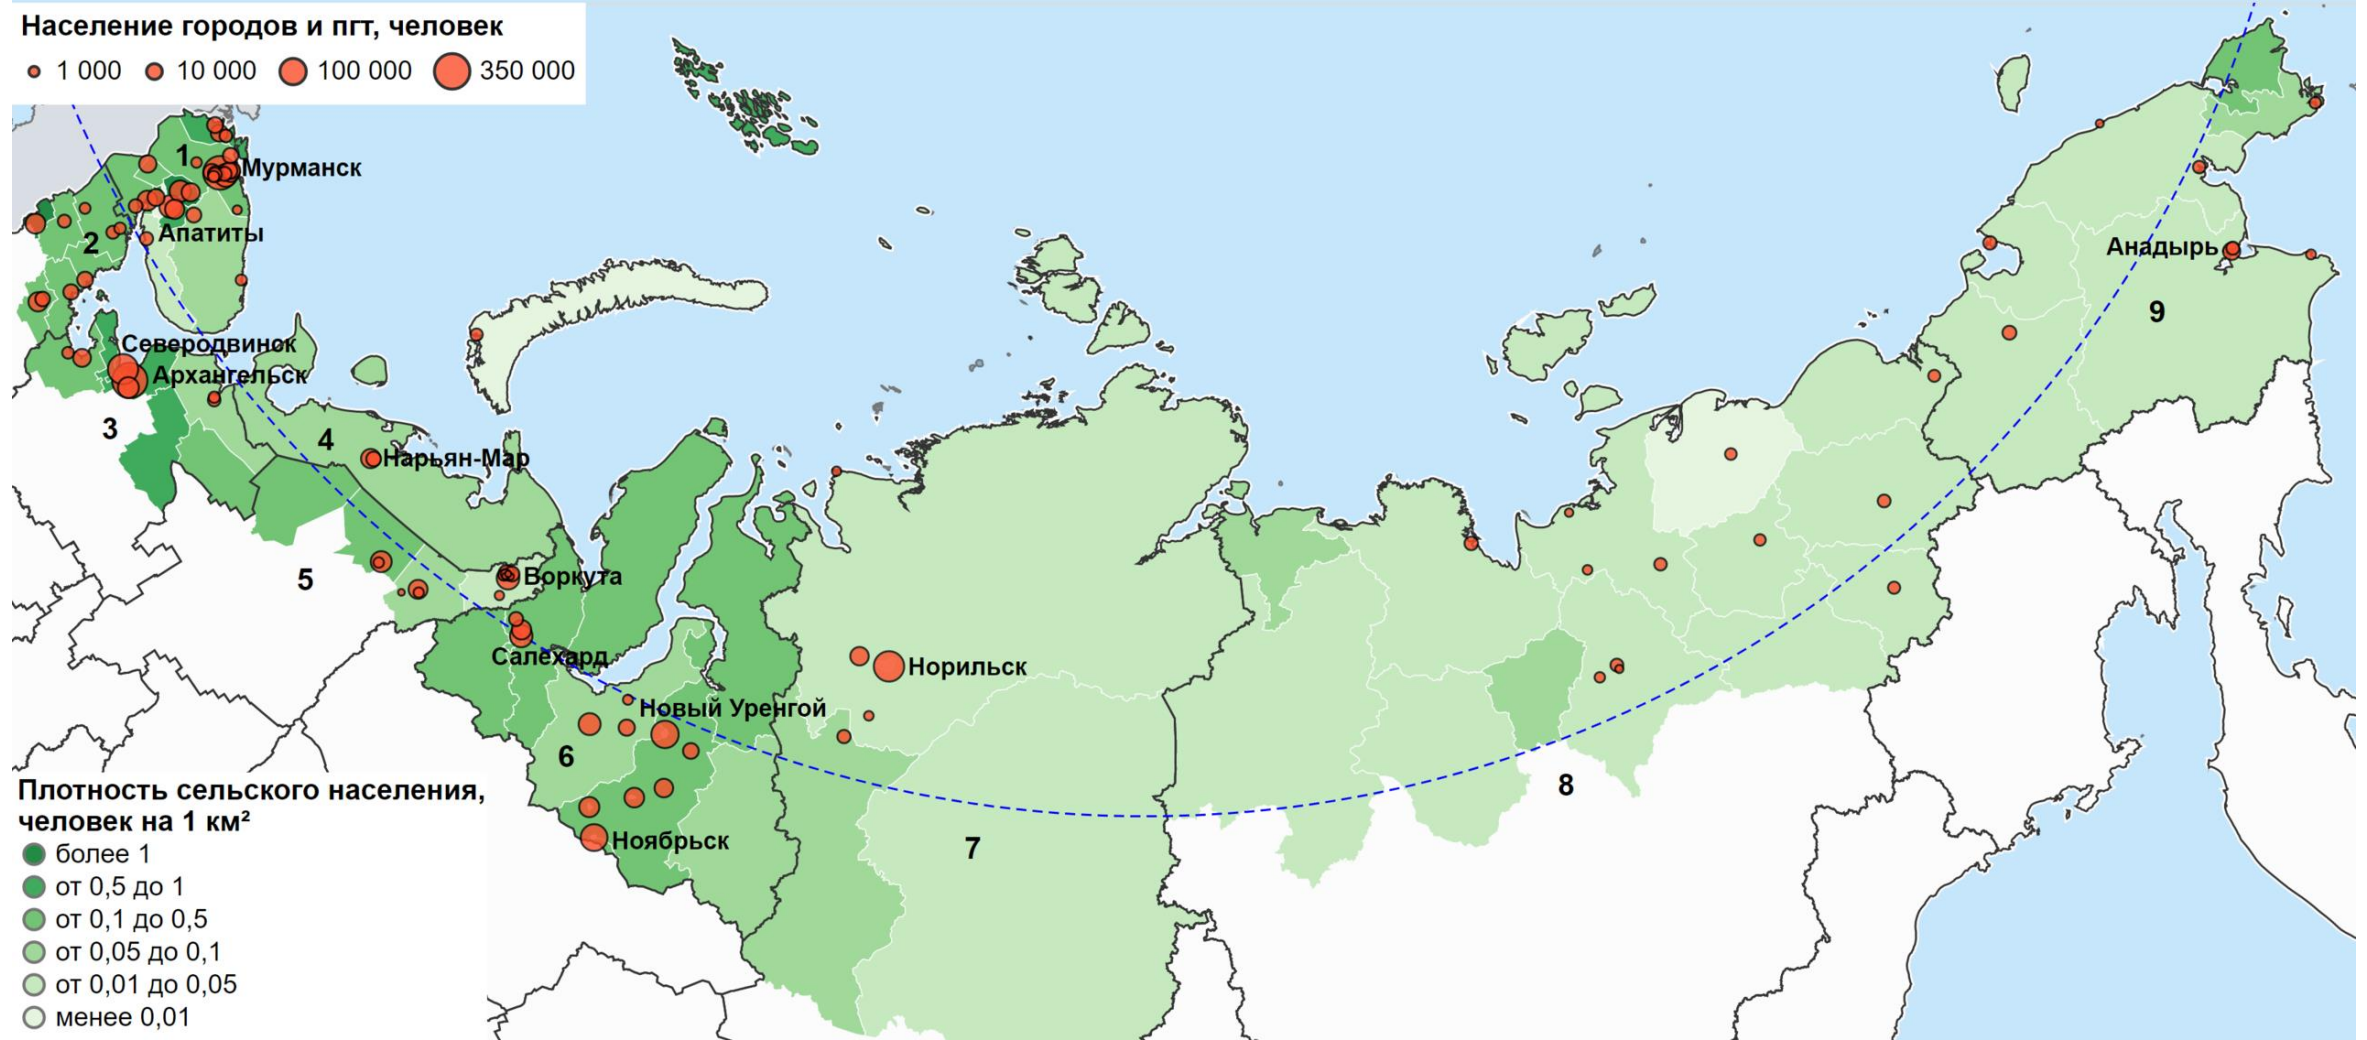 Население городов и пгт, человек
1 000 10 000 100 000 350 000
1
Мурманск
2
Апатиты
Анадырь
9
Северодвинск
Архангельск
3
4
Нарьян-Мар
5
Воркута
Салехард
Норильск
Новый Уренгой
6
8
Ноябрьск
7
Плотность сельского населения,
человек на 1 км²
более 1
от 0,5 до 1
от 0,1 до 0,5
от 0,05 до 0,1
от 0,01 до 0,05
менее 0,01